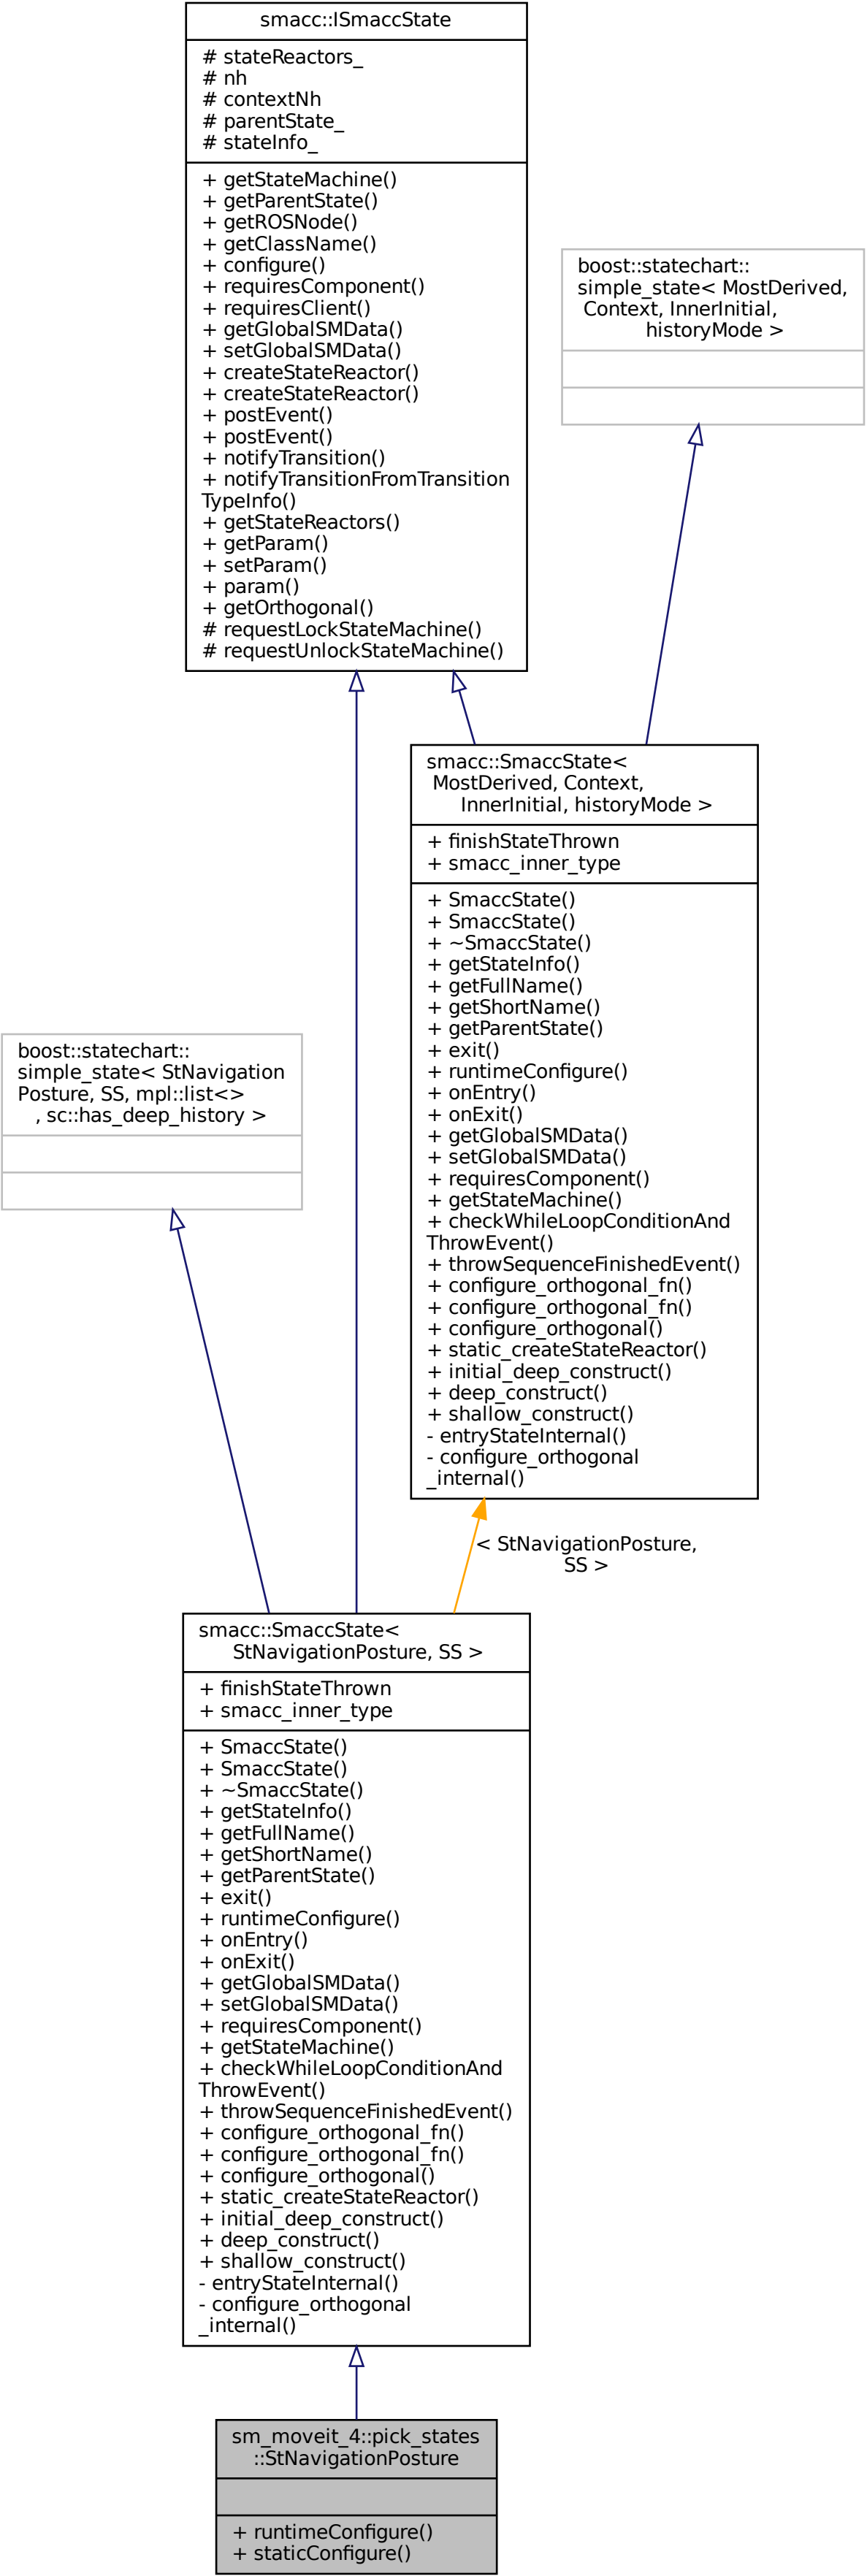 smacc::ISmaccState
# stateReactors_
# nh
# contextNh
# parentState_
# stateInfo_
+ getStateMachine()
+ getParentState()
+ getROSNode()
+ getClassName()
+ configure()
+ requiresComponent()
+ requiresClient()
+ getGlobalSMData()
+ setGlobalSMData()
+ createStateReactor()
+ createStateReactor()
+ postEvent()
+ postEvent()
+ notifyTransition()
+ notifyTransitionFromTransition
TypeInfo()
+ getStateReactors()
+ getParam()
+ setParam()
+ param()
+ getOrthogonal()
# requestLockStateMachine()
# requestUnlockStateMachine()
boost::statechart::
simple_state< MostDerived,
Context, InnerInitial,
historyMode >
smacc::SmaccState<
MostDerived, Context,
InnerInitial, historyMode >
+ finishStateThrown
+ smacc_inner_type
+ SmaccState()
+ SmaccState()
+ ~SmaccState()
+ getStateInfo()
+ getFullName()
+ getShortName()
+ getParentState()
+ exit()
+ runtimeConfigure()
+ onEntry()
+ onExit()
+ getGlobalSMData()
+ setGlobalSMData()
+ requiresComponent()
+ getStateMachine()
+ checkWhileLoopConditionAnd
ThrowEvent()
+ throwSequenceFinishedEvent()
+ configure_orthogonal_fn()
+ configure_orthogonal_fn()
+ configure_orthogonal()
+ static_createStateReactor()
+ initial_deep_construct()
+ deep_construct()
+ shallow_construct()
- entryStateInternal()
- configure_orthogonal
_internal()
boost::statechart::
simple_state< StNavigation
Posture, SS, mpl::list<>
, sc::has_deep_history >
< StNavigationPosture,
SS >
smacc::SmaccState<
StNavigationPosture, SS >
+ finishStateThrown
+ smacc_inner_type
+ SmaccState()
+ SmaccState()
+ ~SmaccState()
+ getStateInfo()
+ getFullName()
+ getShortName()
+ getParentState()
+ exit()
+ runtimeConfigure()
+ onEntry()
+ onExit()
+ getGlobalSMData()
+ setGlobalSMData()
+ requiresComponent()
+ getStateMachine()
+ checkWhileLoopConditionAnd
ThrowEvent()
+ throwSequenceFinishedEvent()
+ configure_orthogonal_fn()
+ configure_orthogonal_fn()
+ configure_orthogonal()
+ static_createStateReactor()
+ initial_deep_construct()
+ deep_construct()
+ shallow_construct()
- entryStateInternal()
- configure_orthogonal
_internal()
sm_moveit_4::pick_states
::StNavigationPosture
+ runtimeConfigure()
+ staticConfigure()